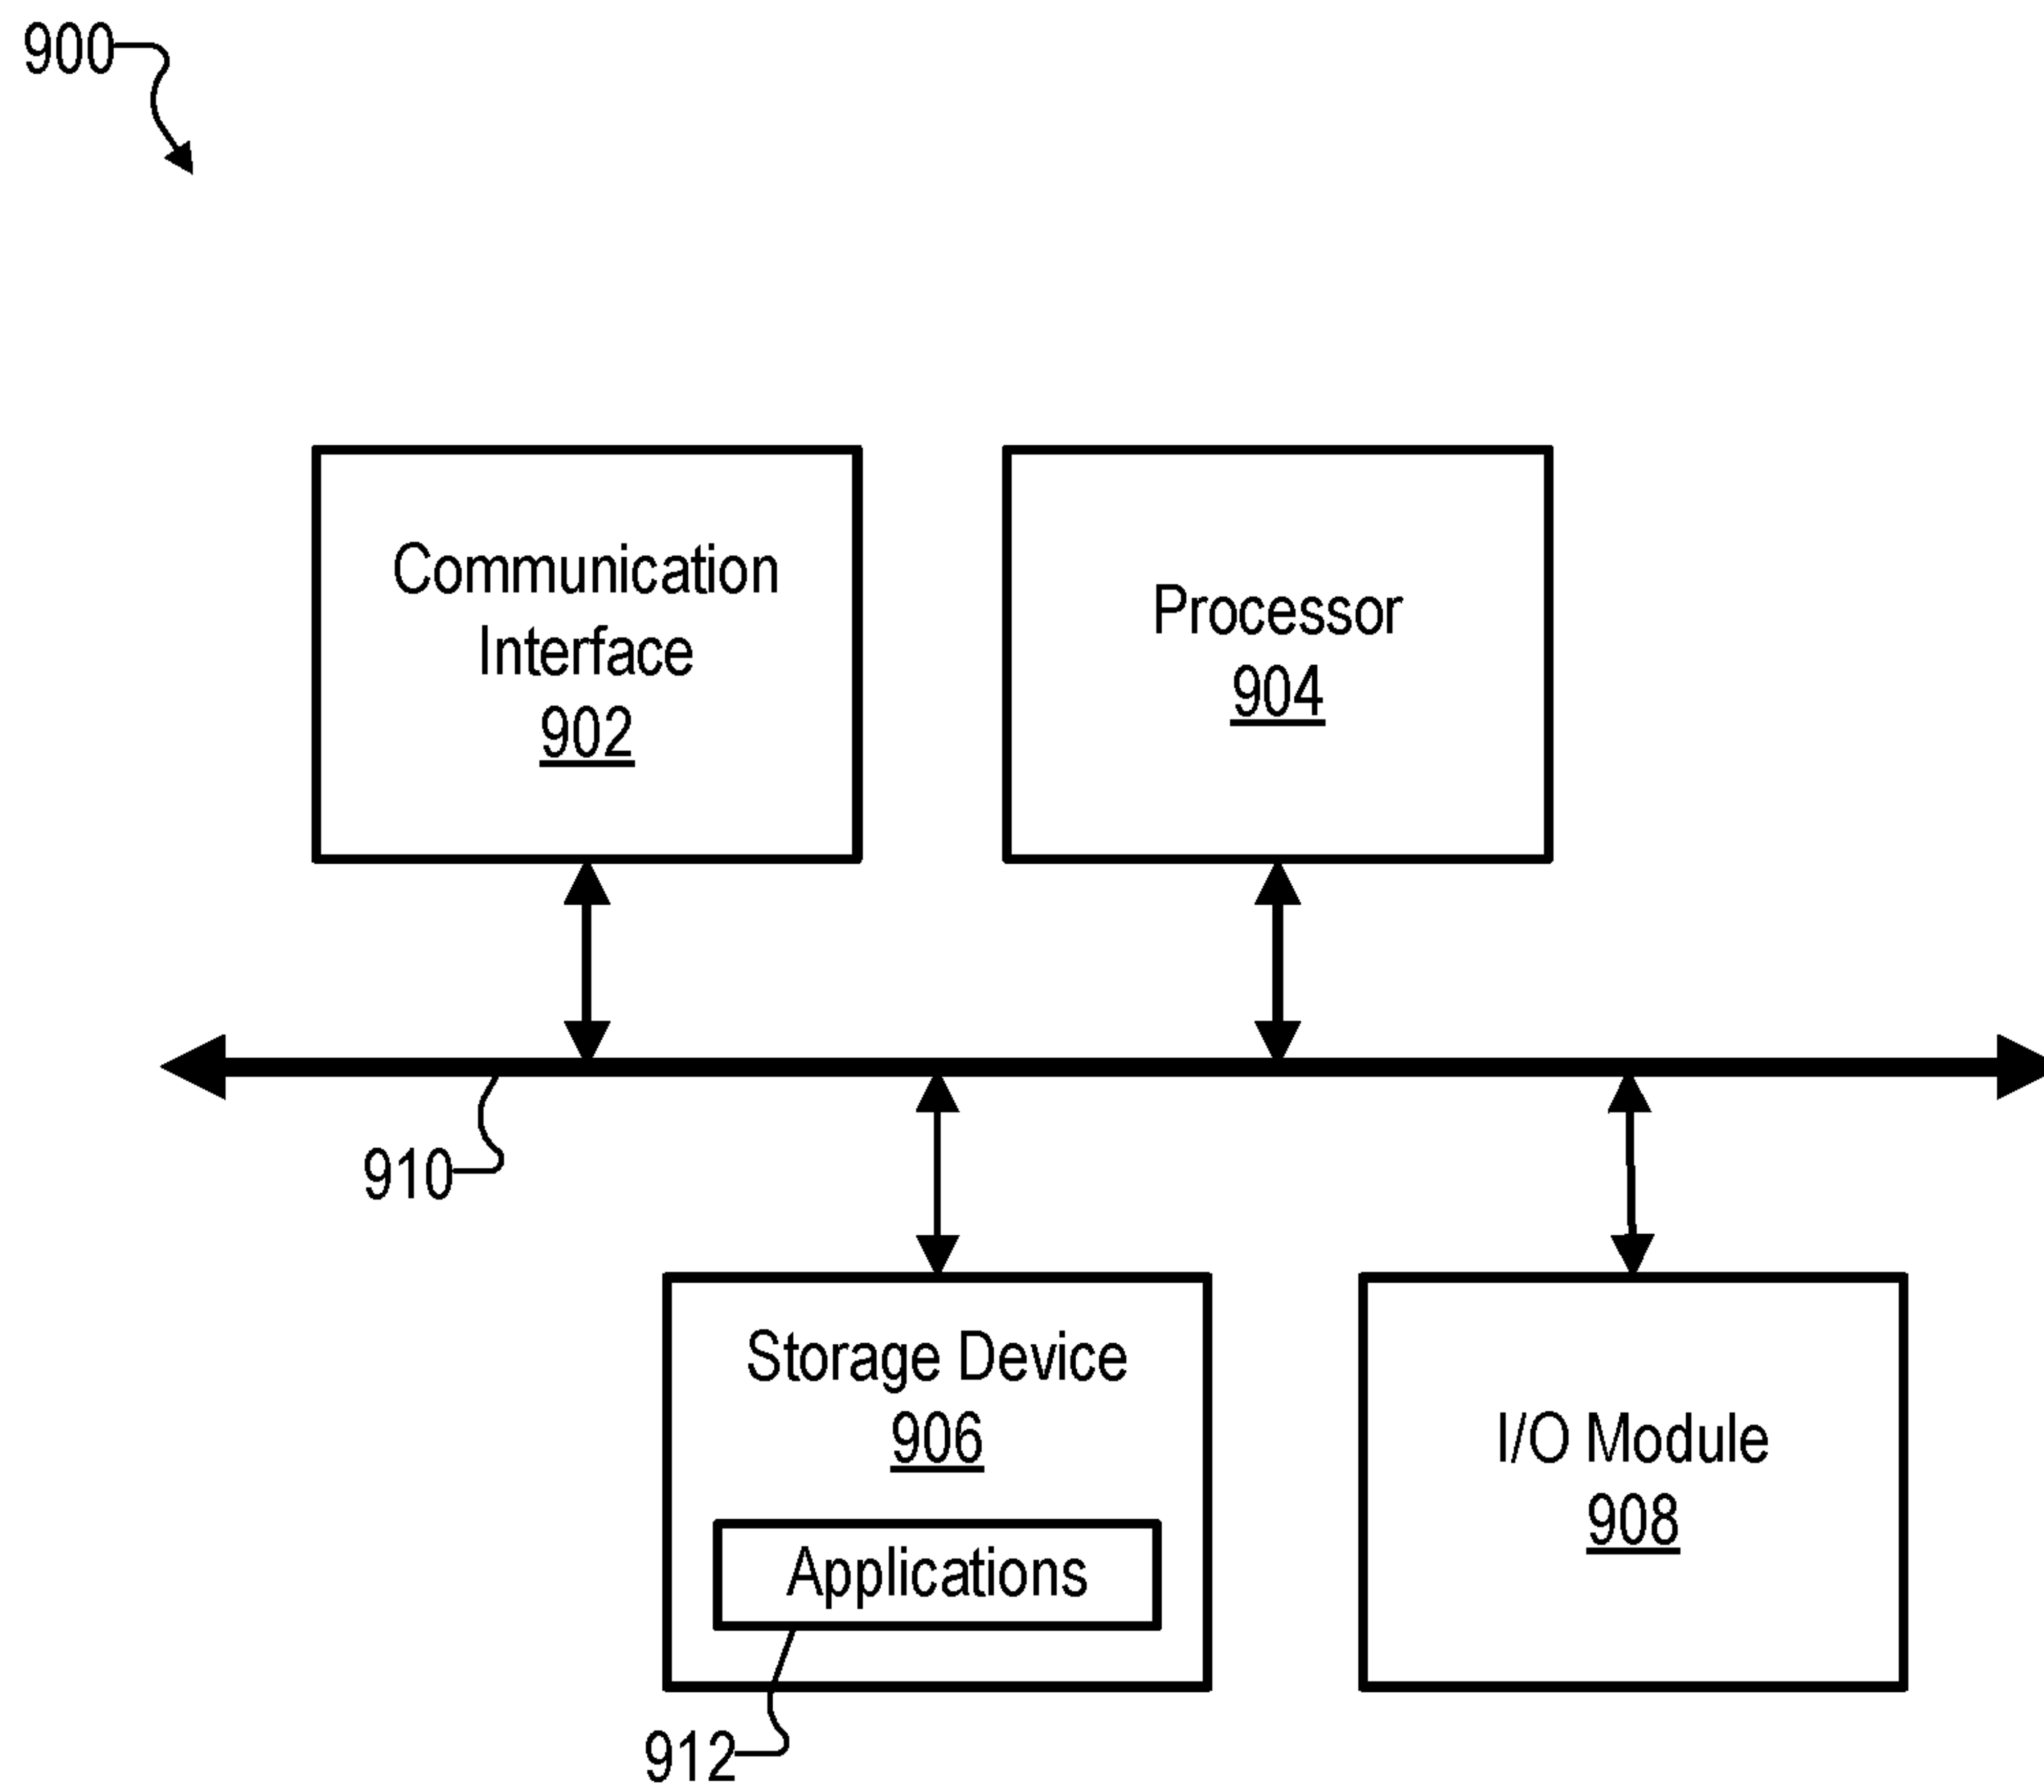 900
Communication
Interface
902
Processor
904
910
Storage Device
906
Applications
912
I/O Module
908